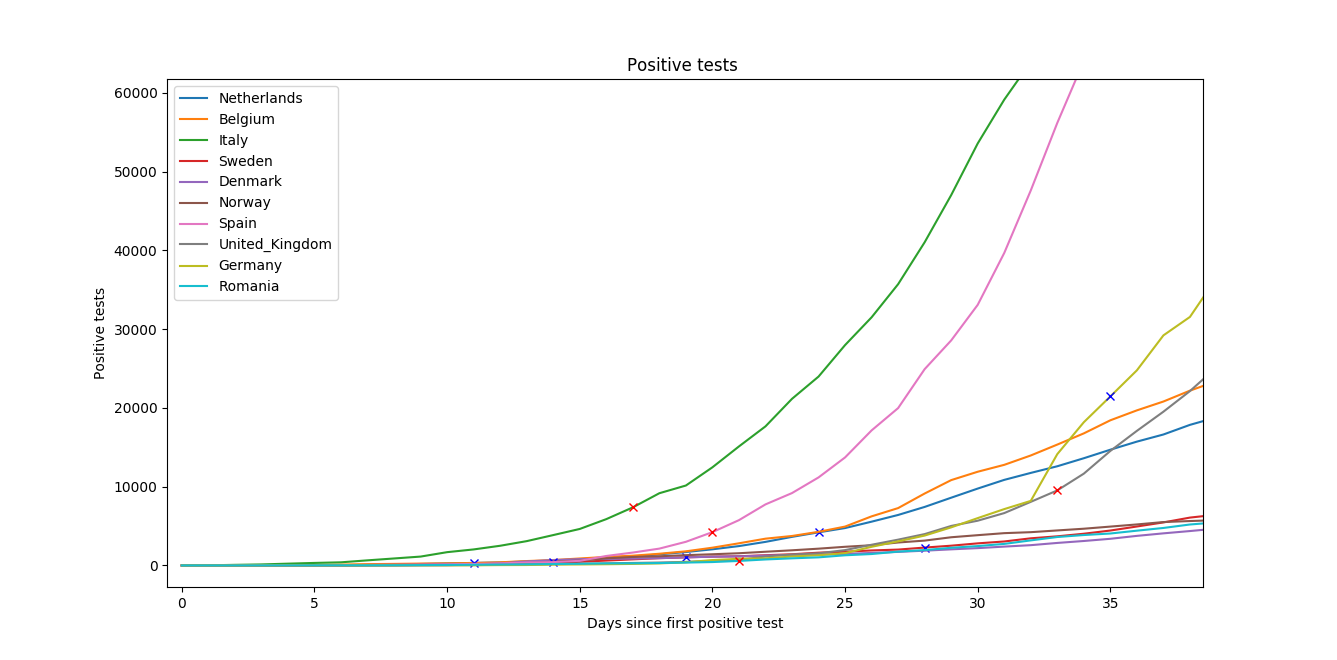 Positive tests
Positive tests
60000
50000
40000
30000
20000
10000
0
Netherlands
Belgium
Italy
Sweden
Denmark
Norway
Spain
United_Kingdom
Germany
Romania
0 5 10 15 20 25 30 35
Days since first positive test